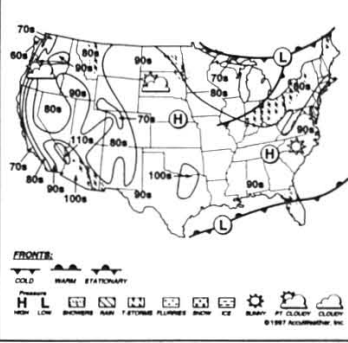 70s
60s
90s
80s
90s
80s
90s
110s
80s
70s
H
70s
80s
L
80s
90s
H
100s
90s
90s
70s
80s
90s
100s
L
FRONTS:
COLD WARM STATIONARY
Pressure
H L
HIGH LOW SHOWERS RAIN T-STORMS FLURRIES SNOW ICE SUNNY PT. CLOUDY CLOUDY
©1997 AccuWeather, Inc.